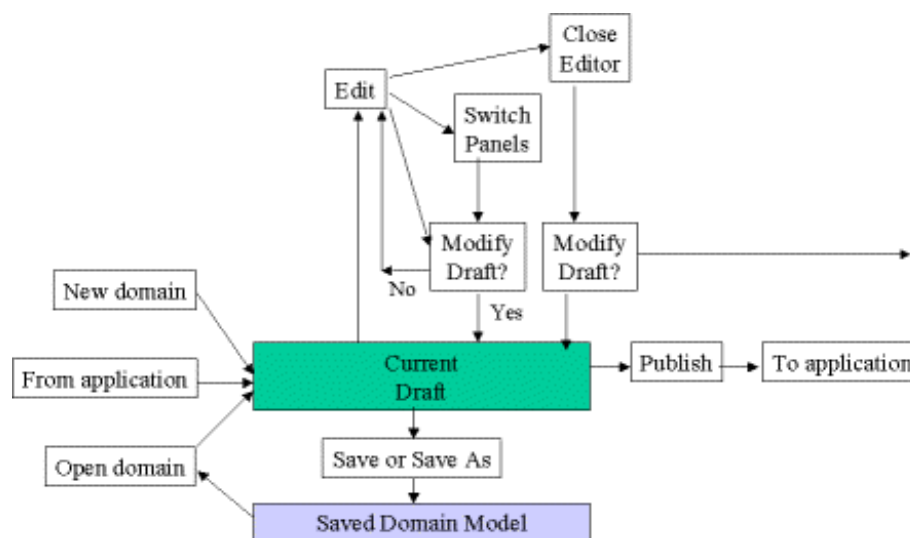 Close
Editor
Edit
Switch
Panels
Modify
Draft?
Modify
Draft?
No
New domain
Yes
Current
Draft
Publish
To application
From application
Save or Save As
Open domain
Saved Domain Model